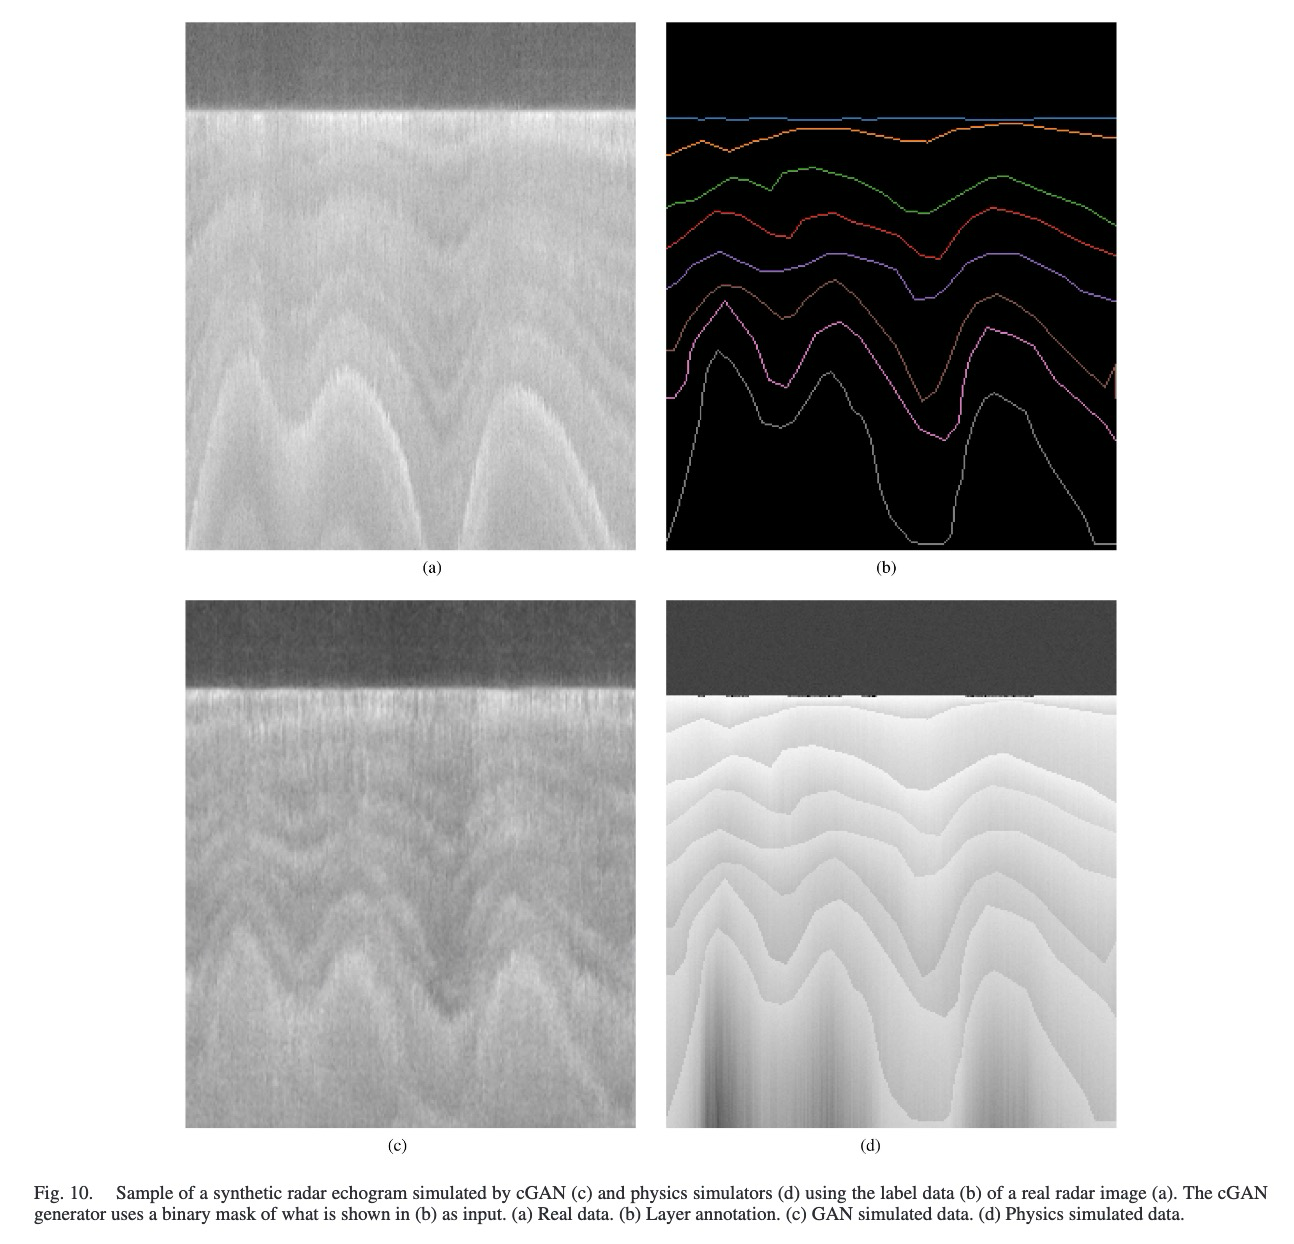 (a)
(b)
(c)
(d)
Fig. 10. Sample of a synthetic radar echogram simulated by cGAN (c) and physics simulators (d) using the label data (b) of a real radar image (a). The cGAN
generator uses a binary mask of what is shown in (b) as input. (a) Real data. (b) Layer annotation. (c) GAN simulated data. (d) Physics simulated data.